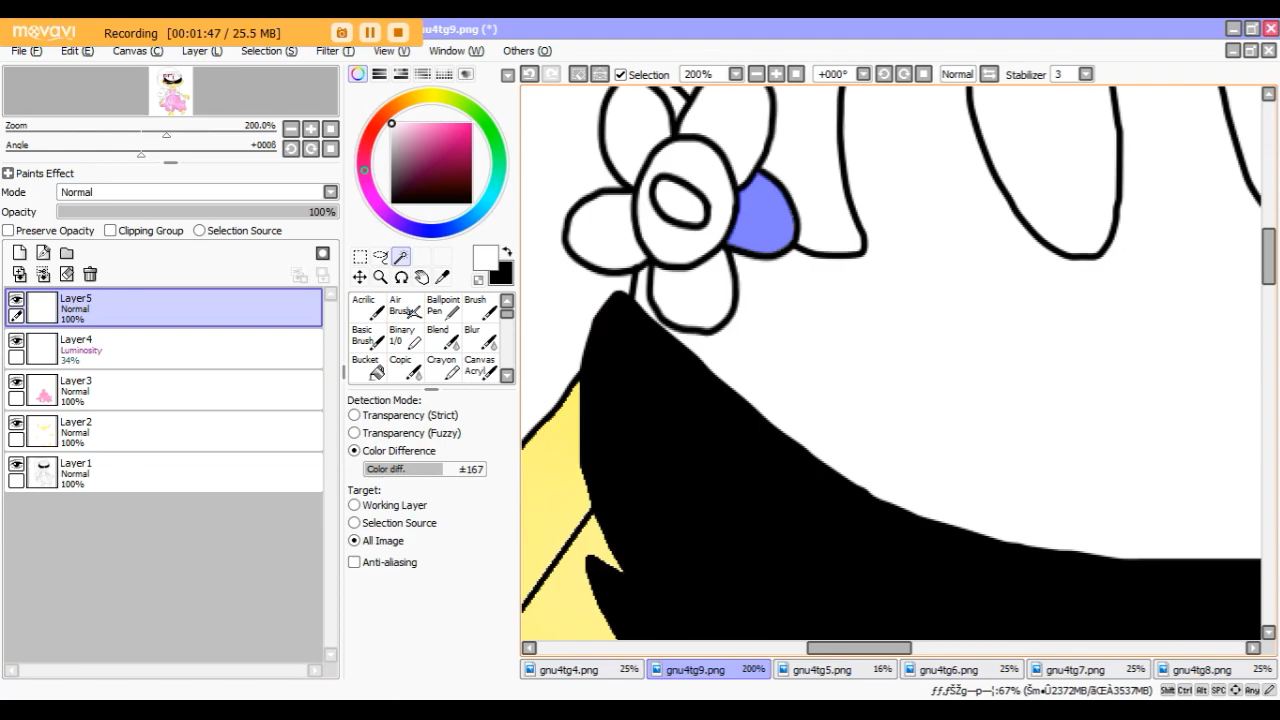 movavi
Recording [00:01:47 / 25.5 MB]
gnu4tg9.png (*)
File (F) Edit (E) Canvas (C) Layer (L) Selection (S) Filter (T) View (V) Window (W) Others (O)
Selection 200% +000° Normal Stabilizer 3
Zoom 200.0%
Angle +000ß
Paints Effect
Mode Normal
Opacity 100%
Preserve Opacity Clipping Group Selection Source
Layer5
Normal
100%
Layer4
Luminosity
34%
Layer3
Normal
100%
Layer2
Normal
100%
Layer1
Normal
100%
Acrilic Air Brush Ballpoint Pen Brush
Basic Brush Binary 1/0 Blend Blur
Bucket Copic Crayon Canvas Acryl
Detection Mode:
Transparency (Strict)
Transparency (Fuzzy)
Color Difference
Color diff. ±167
Target:
Working Layer
Selection Source
All Image
Anti-aliasing
gnu4tg4.png 25% gnu4tg9.png 200% gnu4tg5.png 16% gnu4tg6.png 25% gnu4tg7.png 25% gnu4tg8.png 25%
Shift Ctrl Alt SPC Any